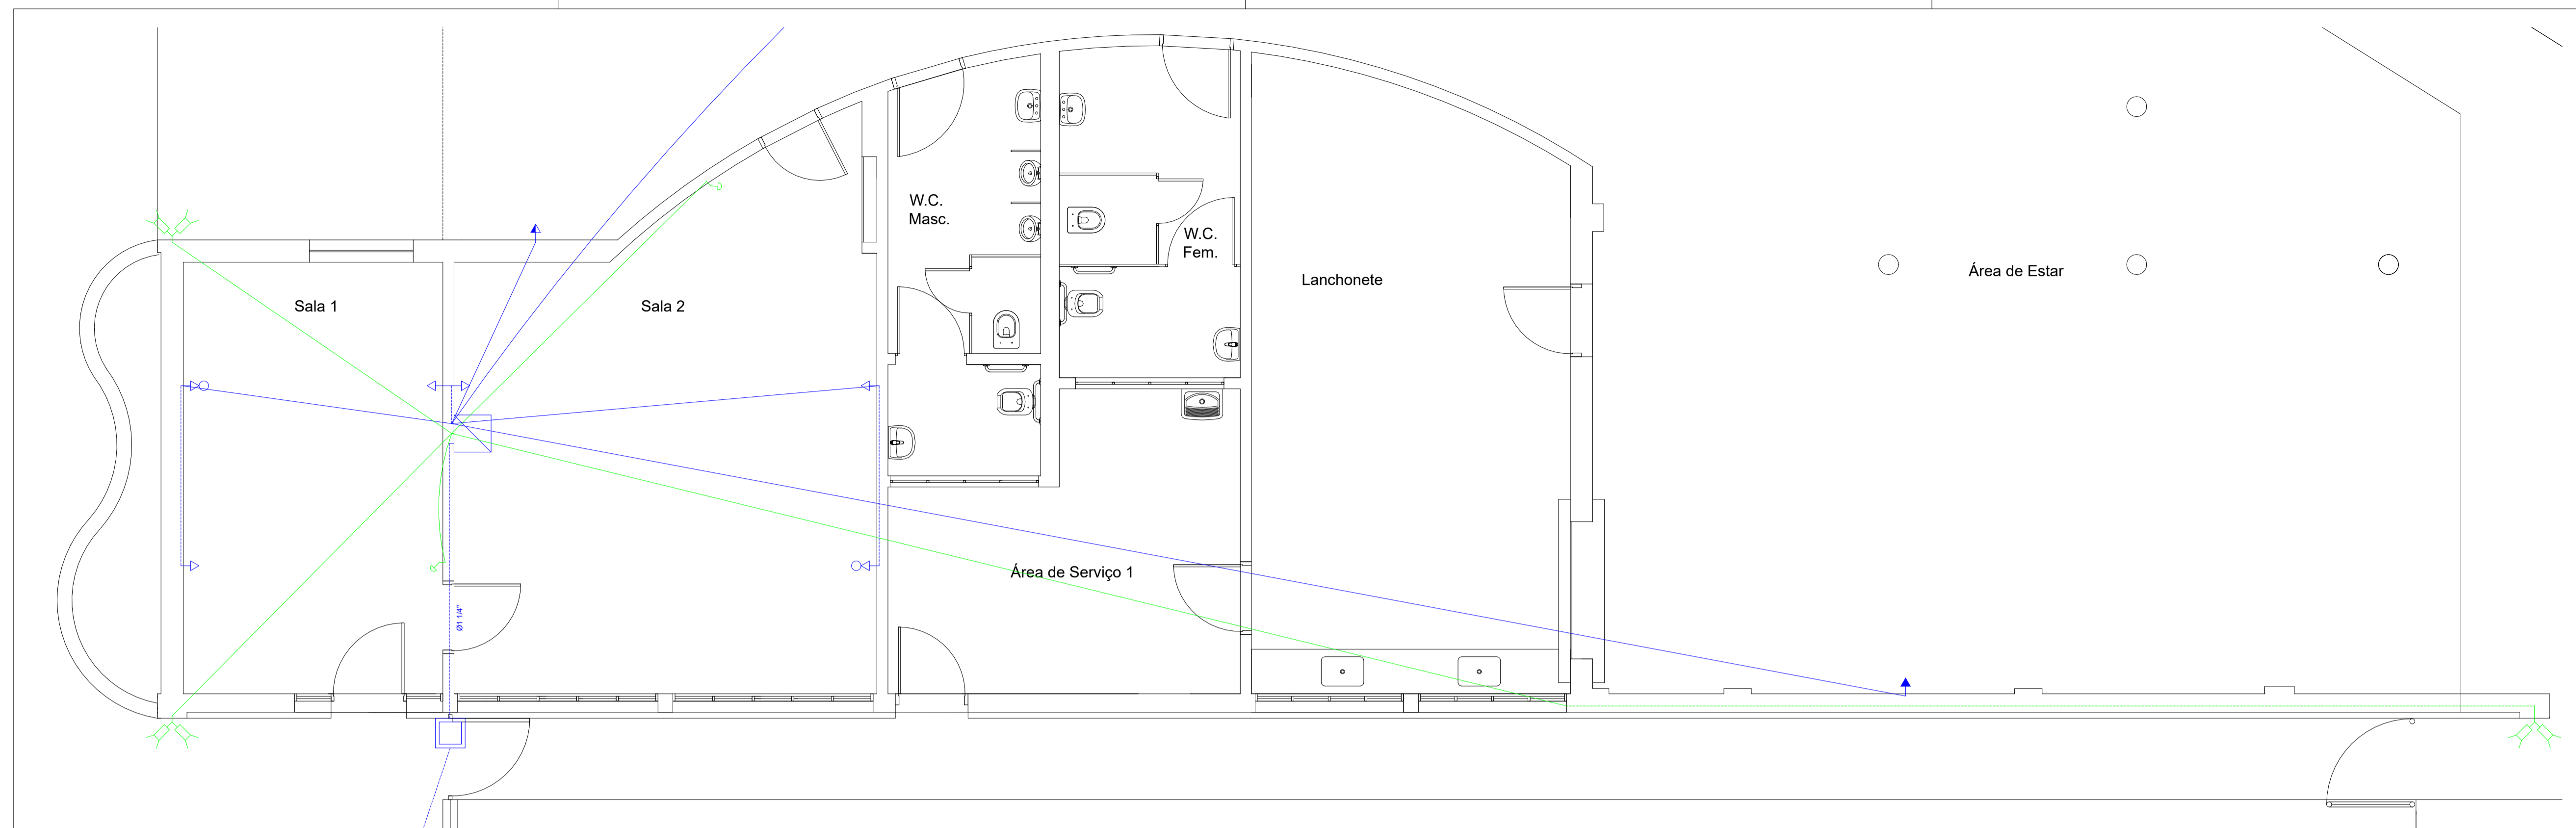 W.C.
Masc.
W.C.
Fem.
Área de Estar
Lanchonete
Sala 1
Sala 2
Área de Serviço 1
Ø1 1/4"